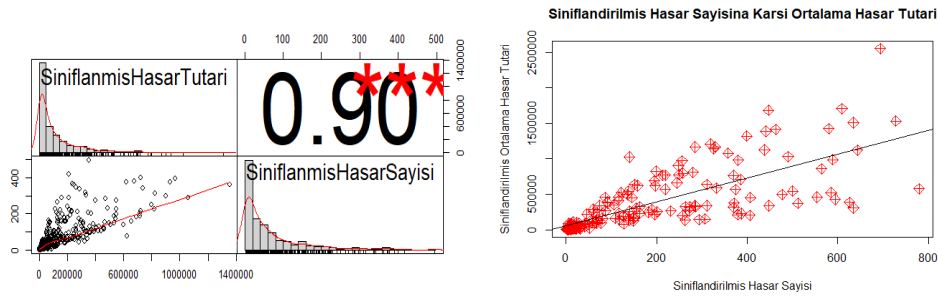 0 100 200 300 400 500
SiniflanmisHasarTutari
0.90***
0 600000 1400000
0 200 400
SiniflanmisHasarSayisi
0 200000 600000 1000000 1400000
Siniflandirilmis Hasar Sayisina Karsi Ortalama Hasar Tutari
Siniflandirilmis Ortalama Hasar Tutari
0 500000 1500000 2500000
0 200 400 600 800
Siniflandirilmis Hasar Sayisi